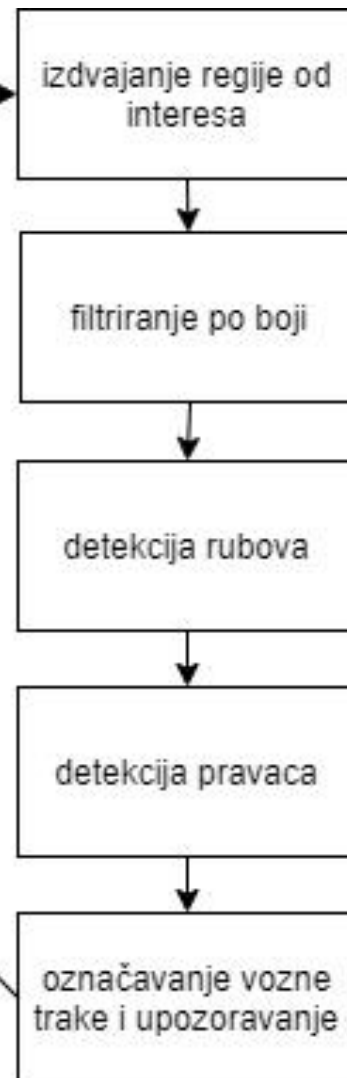 izdvajanje regije od
interesa
filtriranje po boji
detekcija rubova
detekcija pravaca
označavanje vozne
trake i upozoravanje